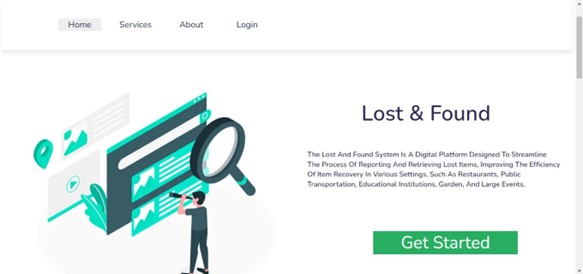 Home Services About Login
Lost & Found
The Lost And Found System Is A Digital Platform Designed To Streamline
The Process Of Reporting And Retrieving Lost Items, Improving The Efficiency
Of Item Recovery In Various Settings, Such As Restaurants, Public
Transportation, Educational Institutions, Garden, And Large Events.
Get Started